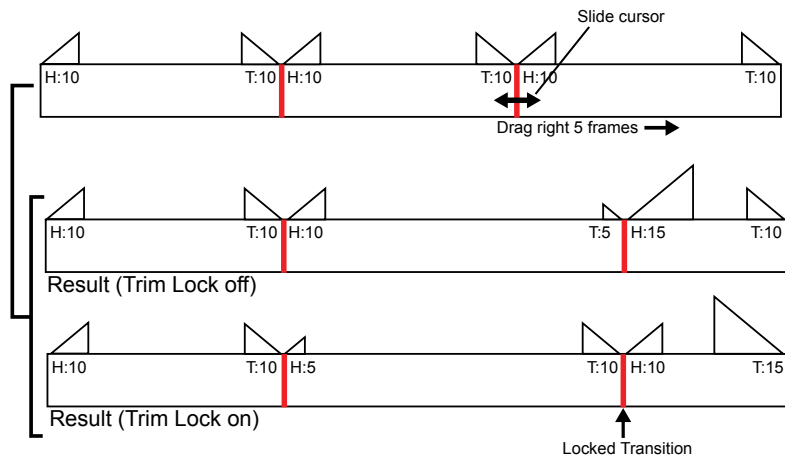 Slide cursor
H:10 T:10 H:10 T:10 H:10 T:10
Drag right 5 frames
H:10 T:10 H:10 T:5 H:15 T:10
Result (Trim Lock off)
H:10 T:10 H:5 T:10 H:10 T:15
Result (Trim Lock on)
Locked Transition